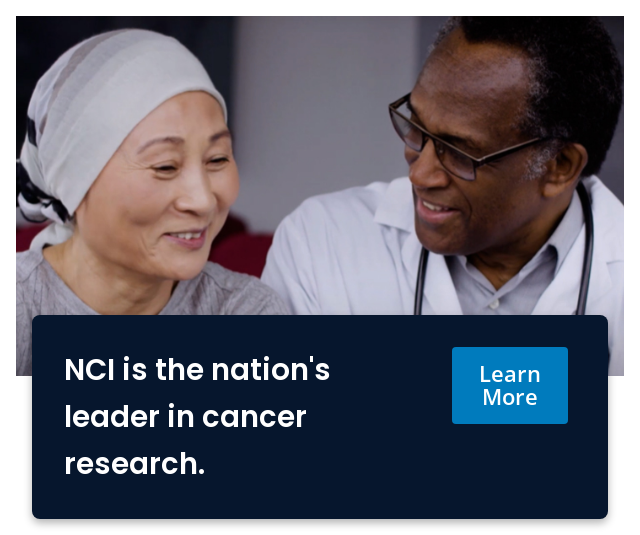 NCI is the nation's
leader in cancer
research.
Learn
More